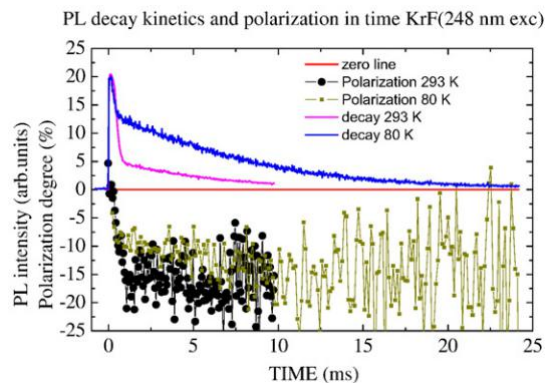 PL decay kinetics and polarization in time KrF(248 nm exc)
PL intensity (arb.units)
Polarization degree (%)
25
20
15
10
5
0
-5
-10
-15
-20
-25
zero line
Polarization 293 K
Polarization 80 K
decay 293 K
decay 80 K
0 5 10 15 20 25
TIME (ms)